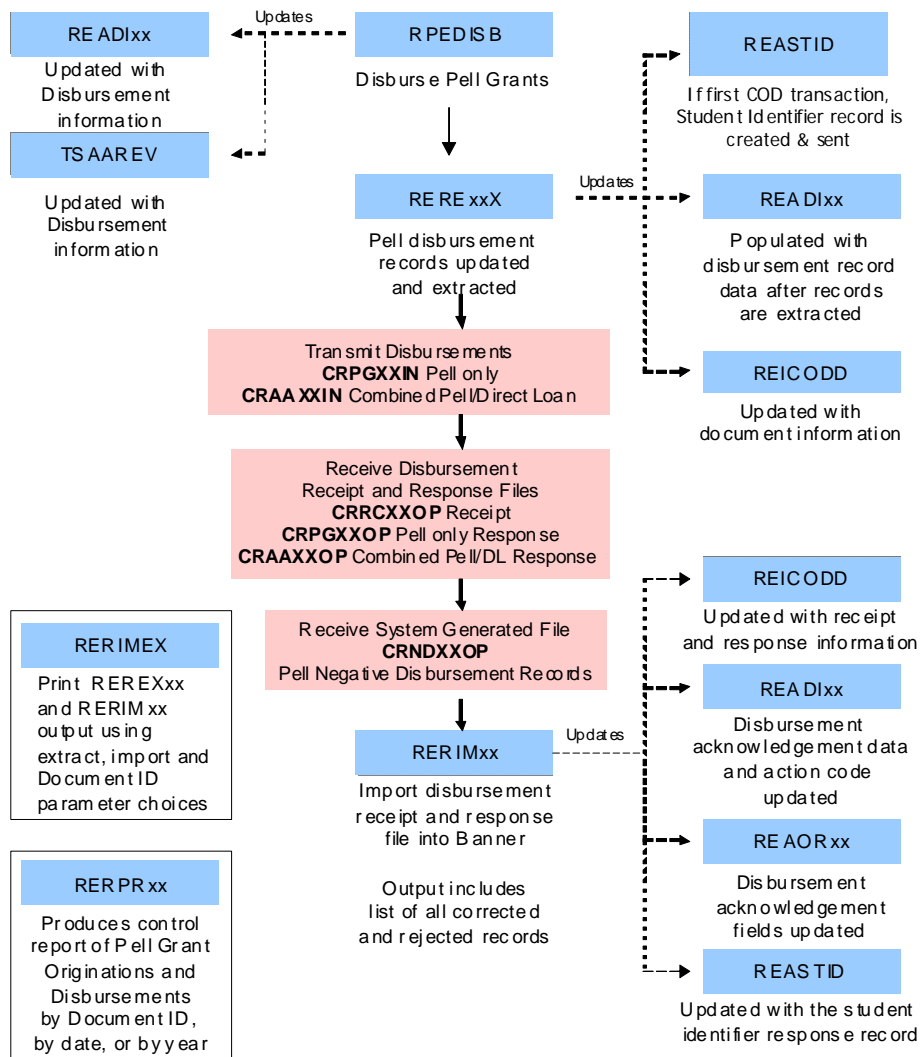 READIxx
Updated with
Disbursement
information
TSAAREV
Updated with
Disbursement
information
Updates
RPEDISB
Disburse Pell Grants
RERExxX
Pell disbursement
records updated
and extracted
Updates
REASTID
If first COD transaction,
Student Identifier record is
created & sent
READIxx
Populated with
disbursement record
data after records
are extracted
REICODD
Updated with
document information
Transmit Disbursements
CRPGXXIN Pell only
CRAAXXIN Combined Pell/Direct Loan
Receive Disbursement
Receipt and Response Files
CRRCXXOP Receipt
CRPGXXOP Pell only Response
CRAAXXOP Combined Pell/DL Response
Receive System Generated File
CRNDXXOP
Pell Negative Disbursement Records
RERIMxx
Import disbursement
receipt and response
file into Banner
Output includes
list of all corrected
and rejected records
Updates
REICODD
Updated with receipt
and response information
READIxx
Disbursement
acknowledgement data
and action code
updated
REAORxx
Disbursement
acknowledgement
fields updated
REASTID
Updated with the student
identifier response record
RERIMEX
Print REREXxx
and RERIMxx
output using
extract, import and
Document ID
parameter choices
RERPRxx
Produces control
report of Pell Grant
Originations and
Disbursements
by Document ID,
by date, or by year